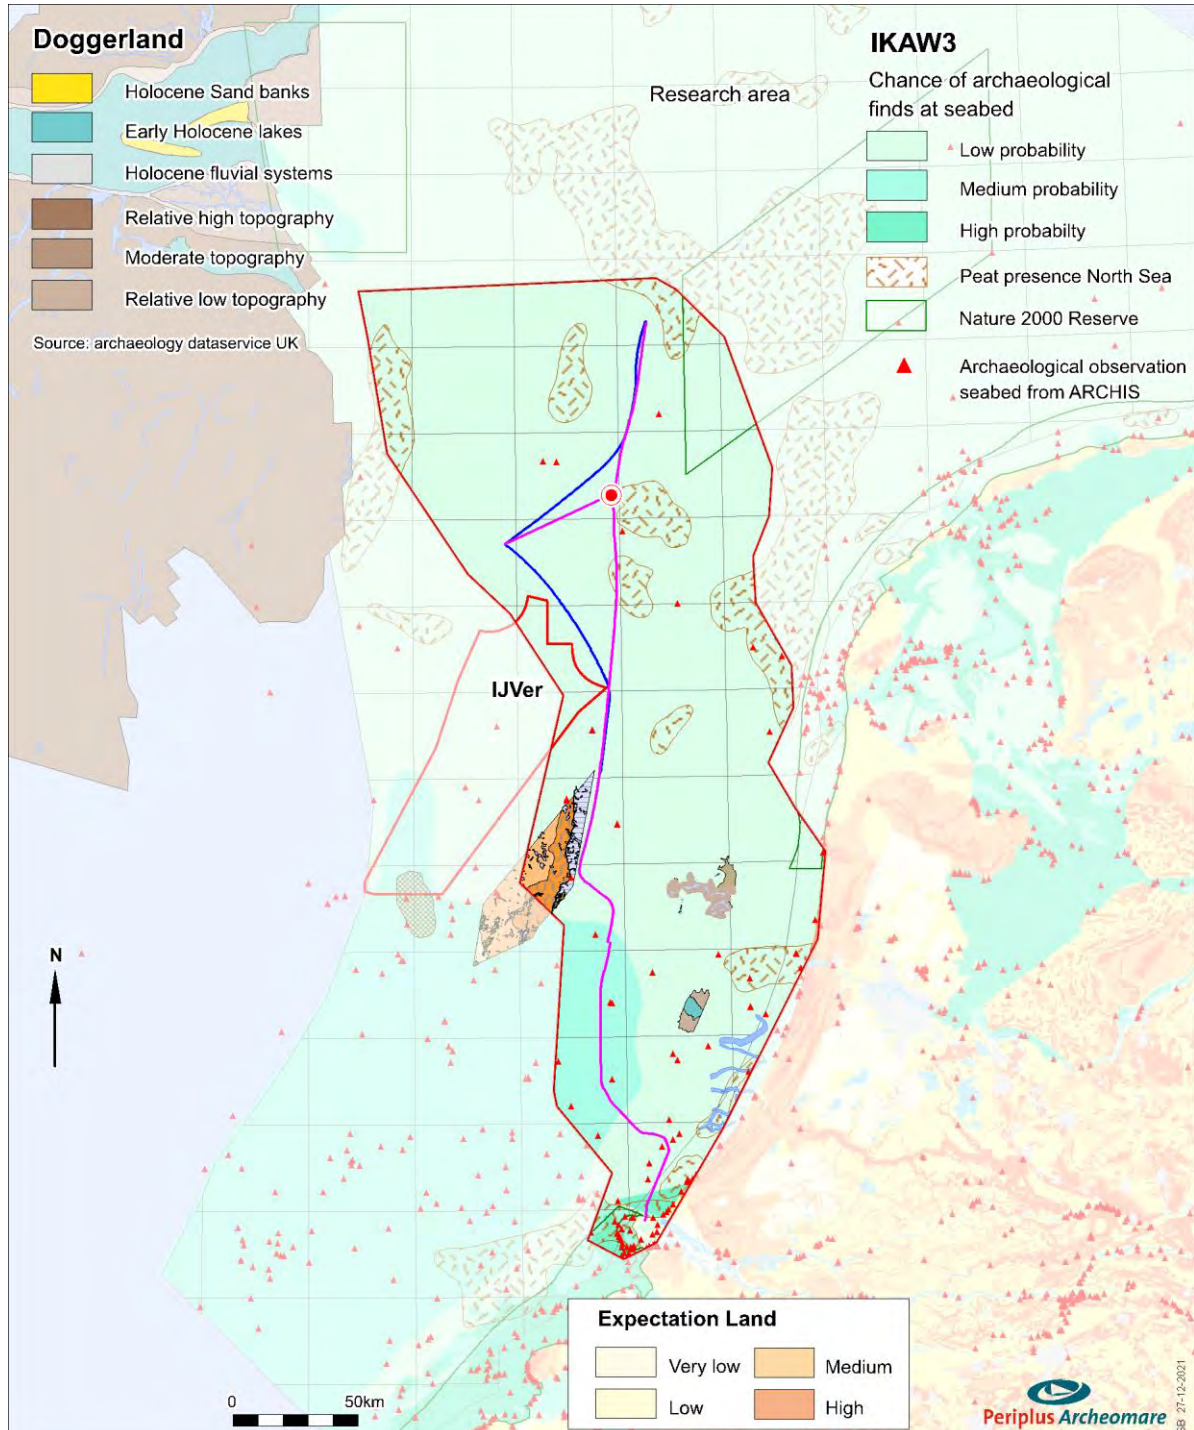 Doggerland
Holocene Sand banks
Early Holocene lakes
Holocene fluvial systems
Relative high topography
Moderate topography
Relative low topography
Source: archaeology dataservice UK
Research area
IKAW3
Chance of archaeological
finds at seabed
Low probability
Medium probability
High probabilty
Peat presence North Sea
Nature 2000 Reserve
Archaeological observation
seabed from ARCHIS
IJVer
N
0 50km
Expectation Land
Very low
Medium
Low
High
Periplus Archeomare
SB 27-12-2021